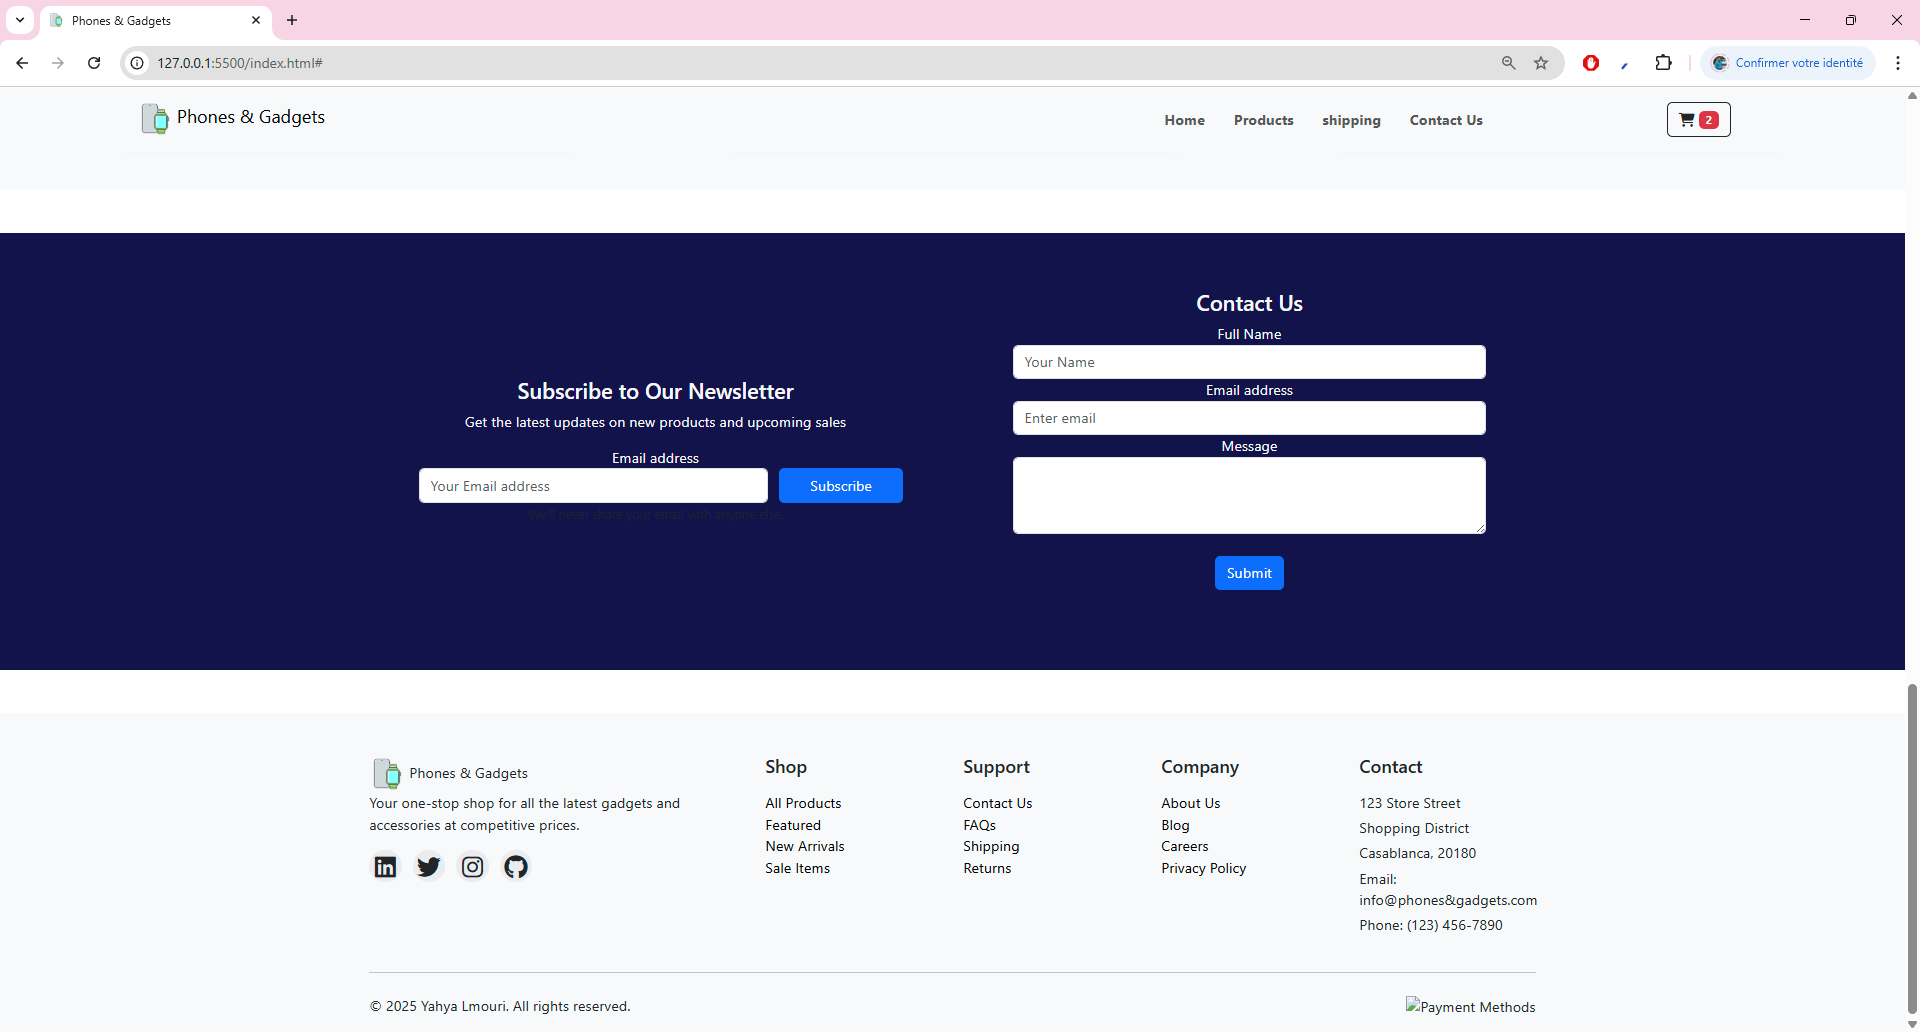 Phones & Gadgets
127.0.0.1:5500/index.html#
Confirmer votre identité
Phones & Gadgets
Home
Products
shipping
Contact Us
2
Subscribe to Our Newsletter
Get the latest updates on new products and upcoming sales
Email address
Your Email address
Subscribe
We'll never share your email with anyone else.
Contact Us
Full Name
Your Name
Email address
Enter email
Message
Submit
Phones & Gadgets
Your one-stop shop for all the latest gadgets and
accessories at competitive prices.
Shop
All Products
Featured
New Arrivals
Sale Items
Support
Contact Us
FAQs
Shipping
Returns
Company
About Us
Blog
Careers
Privacy Policy
Contact
123 Store Street
Shopping District
Casablanca, 20180
Email:
info@phones&gadgets.com
Phone: (123) 456-7890
© 2025 Yahya Lmouri. All rights reserved.
Payment Methods